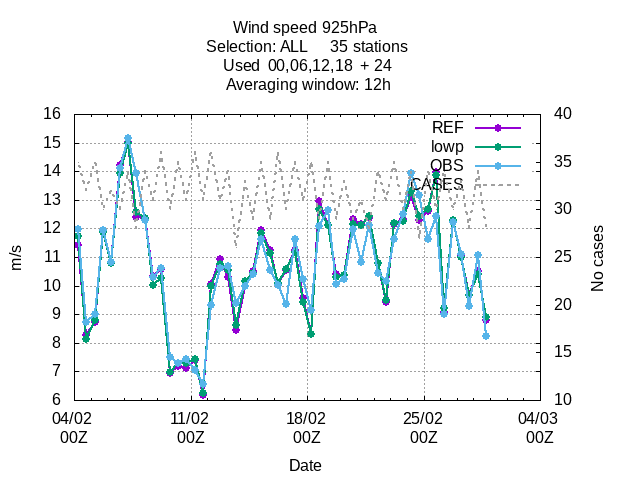 Wind speed 925hPa
Selection: ALL 35 stations
Used 00,06,12,18 + 24
Averaging window: 12h
16 40
REF
15
lowp
35
14 OBS
CASES
13 30
12
m/s
11 25
No cases
10
20
9
8 15
7
6 10
04/02 11/02 18/02 25/02 04/03
00Z 00Z 00Z 00Z 00Z
Date